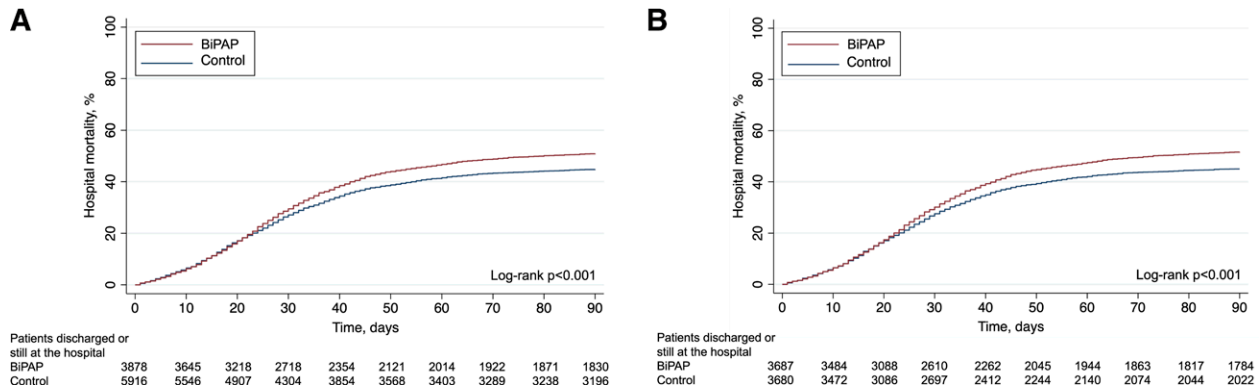 A
BiPAP
Control
Hospital mortality, %
100
80
60
40
20
0
Log-rank p<0.001
0 10 20 30 40 50 60 70 80 90
Time, days
Patients discharged or
still at the hospital
BiPAP 3878 3645 3218 2718 2354 2121 2014 1922 1871 1830
Control 5916 5546 4907 4304 3854 3568 3403 3289 3238 3196
B
BiPAP
Control
Hospital mortality, %
100
80
60
40
20
0
Log-rank p<0.001
0 10 20 30 40 50 60 70 80 90
Time, days
Patients discharged or
still at the hospital
BiPAP 3687 3484 3088 2610 2262 2045 1944 1863 1817 1784
Control 3680 3472 3086 2697 2412 2244 2140 2074 2044 2022